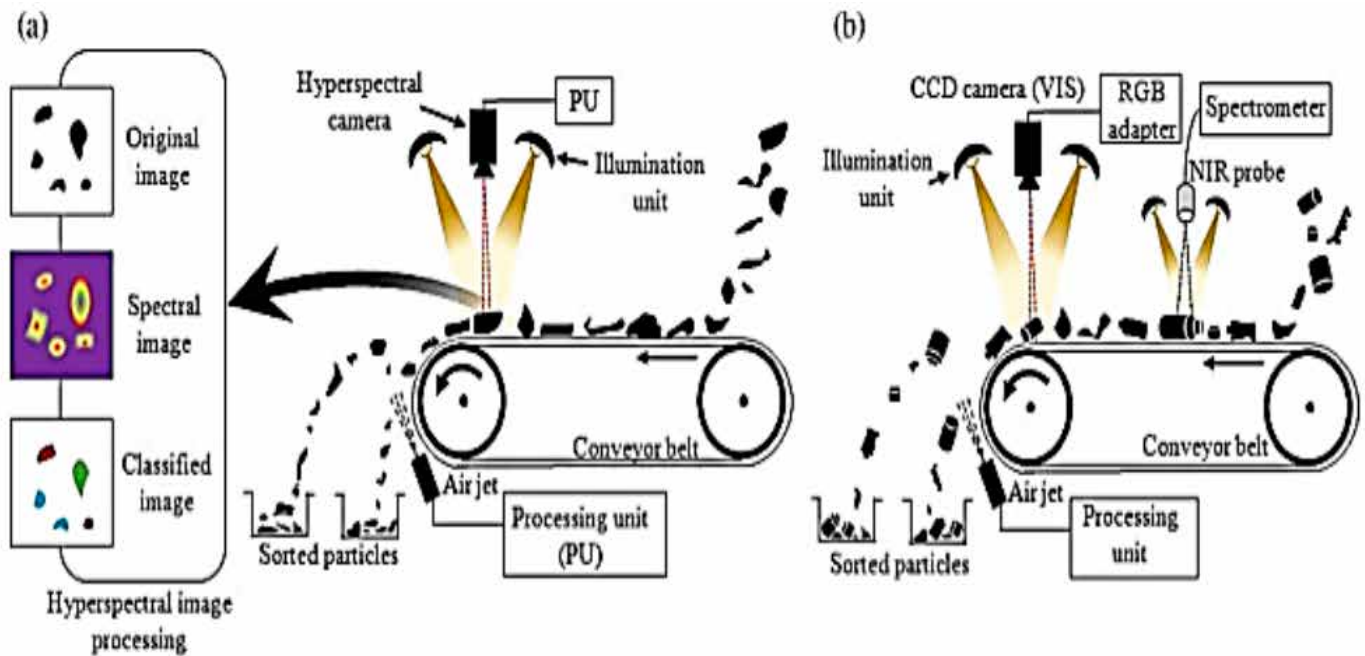 (a)
Original
image
Spectral
image
Classified
image
Hyperspectral image
processing
Hyperspectral
camera
PU
Illumination
unit
Conveyor belt
Air jet
Processing unit
(PU)
Sorted particles
(b)
CCD camera (VIS)
RGB
adapter
Spectrometer
Illumination
unit
NIR probe
Conveyor belt
Air jet
Processing
unit
Sorted particles